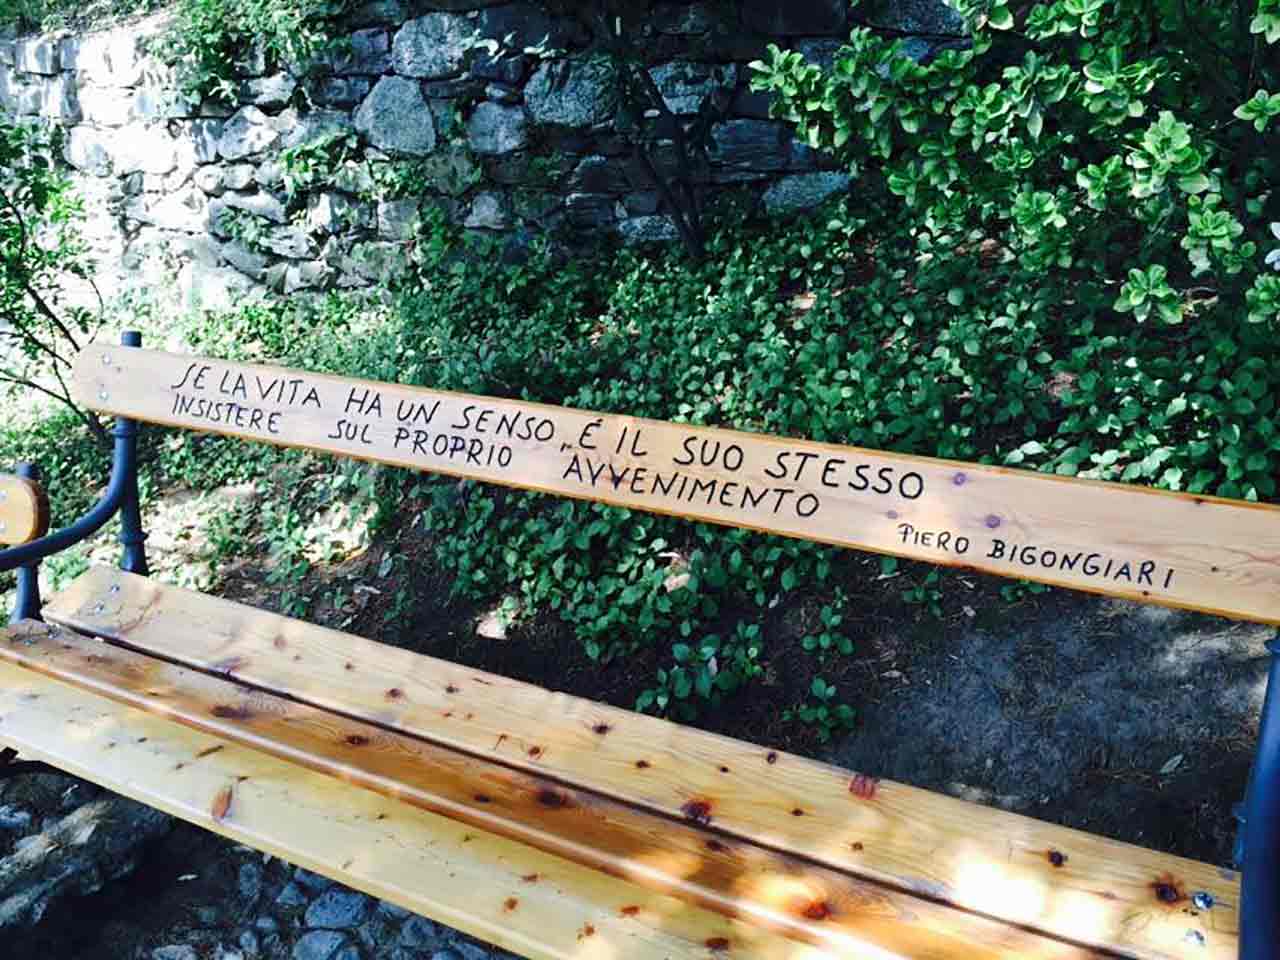 SE LA VITA HA UN SENSO, É IL SUO STESSO
INSISTERE SUL PROPRIO AVVENIMENTO
PIERO BIGONGIARI